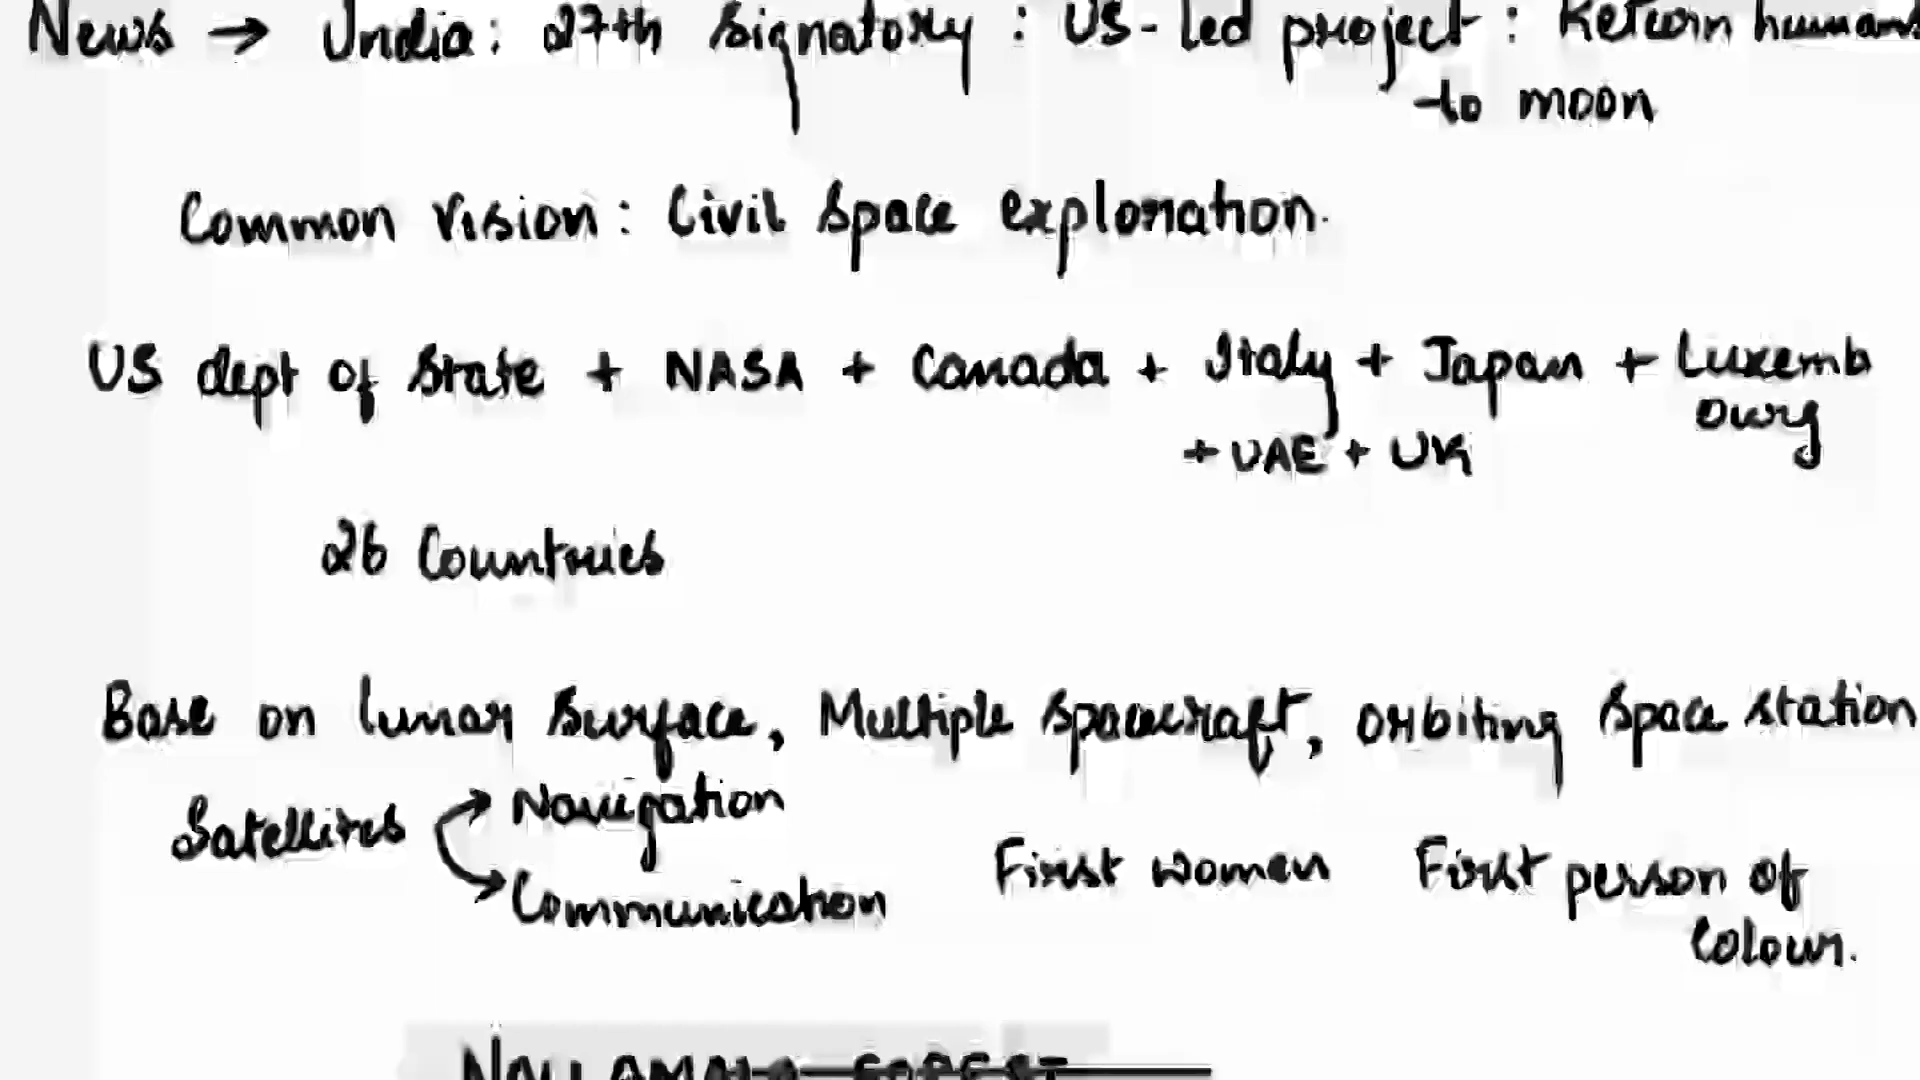 News → India: 27th signatory : US-led project : Return humans
to moon
Common vision: Civil space exploration.
US dept of state + NASA + Canada + Italy + Japan + Luxemb
ourg
+ UAE + UK
26 Countries
Base on lunar surface, Multiple spacecraft, orbiting space station
Satellites → Navigation
→ Communication
First women First person of
colour.
NALLAMALA FOREST